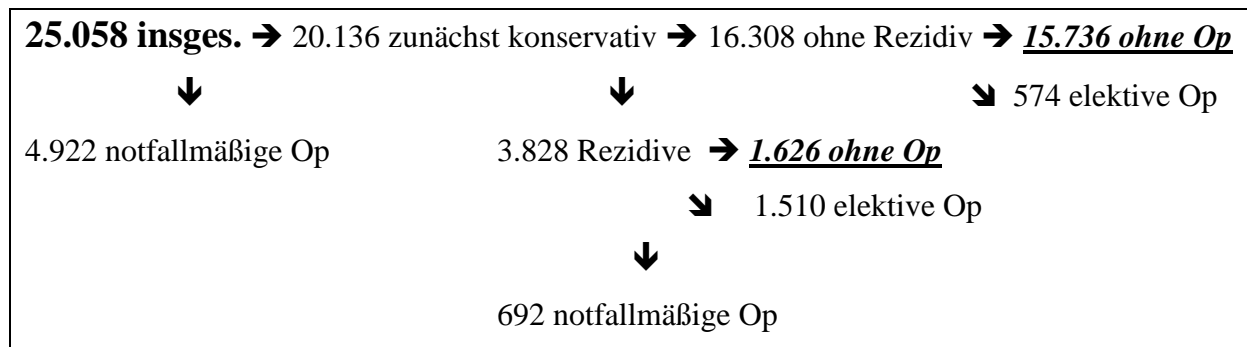 25.058 insges. ➔ 20.136 zunächst konservativ ➔ 16.308 ohne Rezidiv ➔ 15.736 ohne Op
574 elektive Op
4.922 notfallmäßige Op 3.828 Rezidive ➔ 1.626 ohne Op
1.510 elektive Op
692 notfallmäßige Op